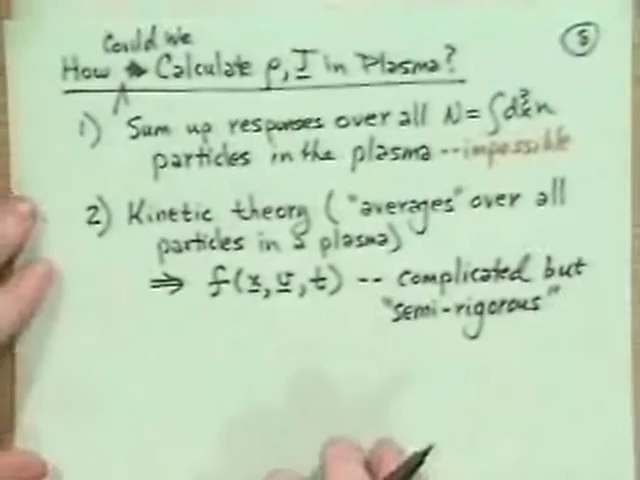 5
Could we
How to Calculate ρ, J in Plasma?
1) Sum up responses over all N = ∫d³x n
particles in the plasma -- impossible
2) Kinetic theory ("averages" over all
particles in a plasma)
⇒ f(x, v, t) -- complicated but
"semi-rigorous"